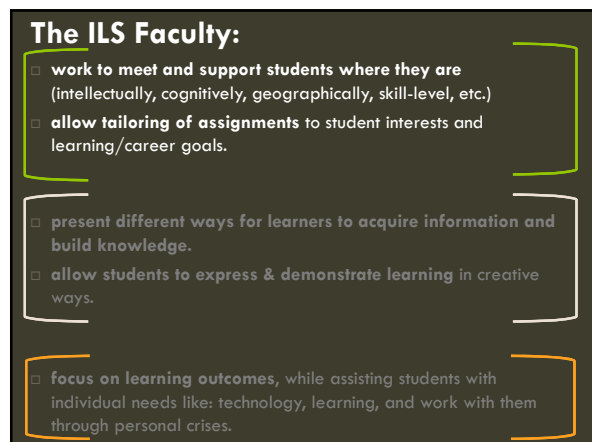 The ILS Faculty:
work to meet and support students where they are
(intellectually, cognitively, geographically, skill-level, etc.)
allow tailoring of assignments to student interests and
learning/career goals.
present different ways for learners to acquire information and
build knowledge.
allow students to express & demonstrate learning in creative
ways.
focus on learning outcomes, while assisting students with
individual needs like: technology, learning, and work with them
through personal crises.